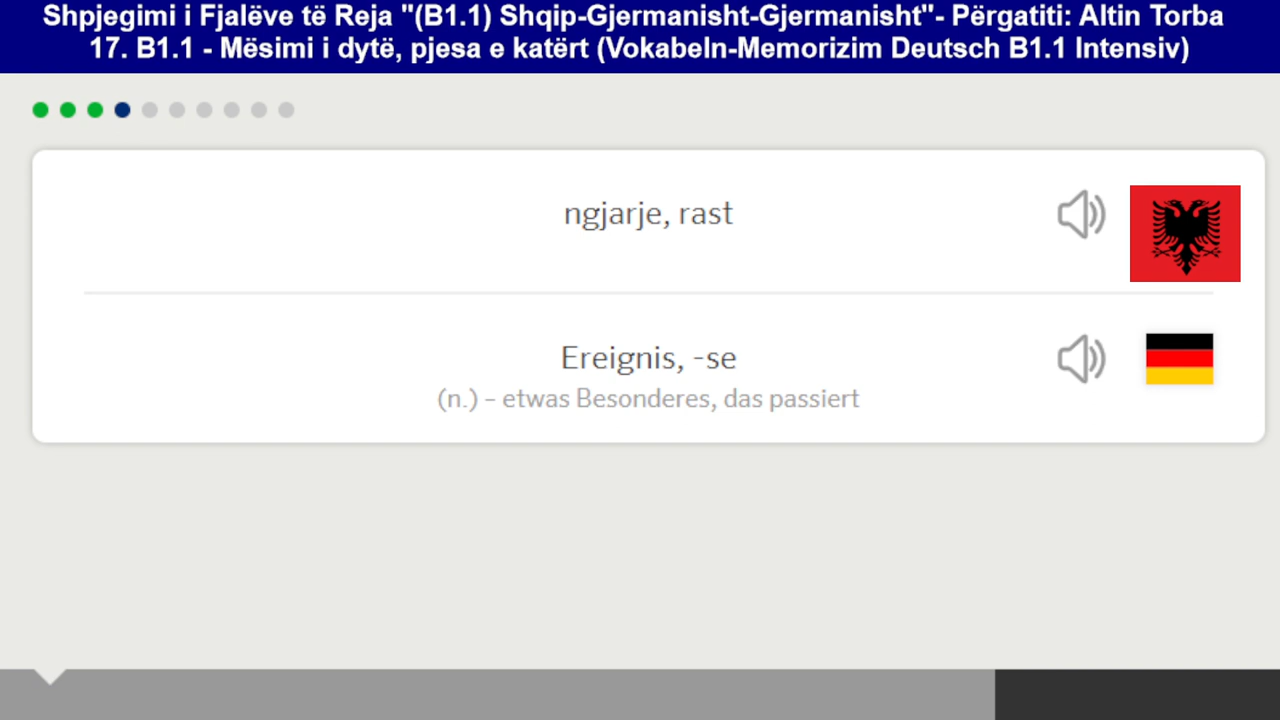 Shpjegimi i Fjalëve të Reja "(B1.1) Shqip-Gjermanisht-Gjermanisht"- Përgatiti: Altin Torba
17. B1.1 - Mësimi i dytë, pjesa e katërt (Vokabeln-Memorizim Deutsch B1.1 Intensiv)
ngjarje, rast
Ereignis, -se
(n.) – etwas Besonderes, das passiert